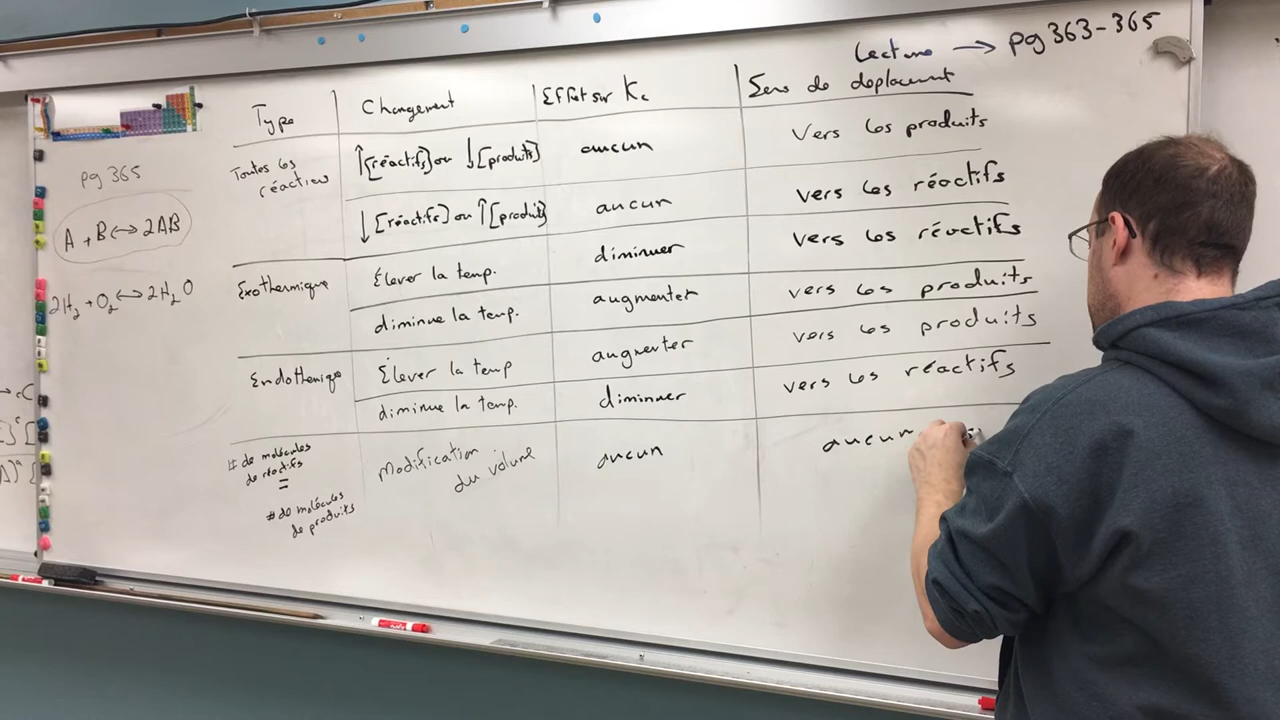 Lecture → pg 363-365
Type
Changement
Effet sur Kc
Sens de deplacement
pg 365
A + B ↔ 2AB
2H₂ + O₂ ↔ 2H₂O
Toutes les réactions
↑[réactifs] ou ↓[produits]
aucun
vers les produits
↓[réactifs] ou ↑[produits]
aucun
vers les réactifs
Exothermique
Élever la temp.
diminuer
vers les réactifs
diminue la temp.
augmenter
vers les produits
Endothermique
Élever la temp
augmenter
vers les produits
diminue la temp.
diminuer
vers les réactifs
# de molécules
de réactifs
=
# de molécules
de produits
Modification
du volume
aucun
aucun